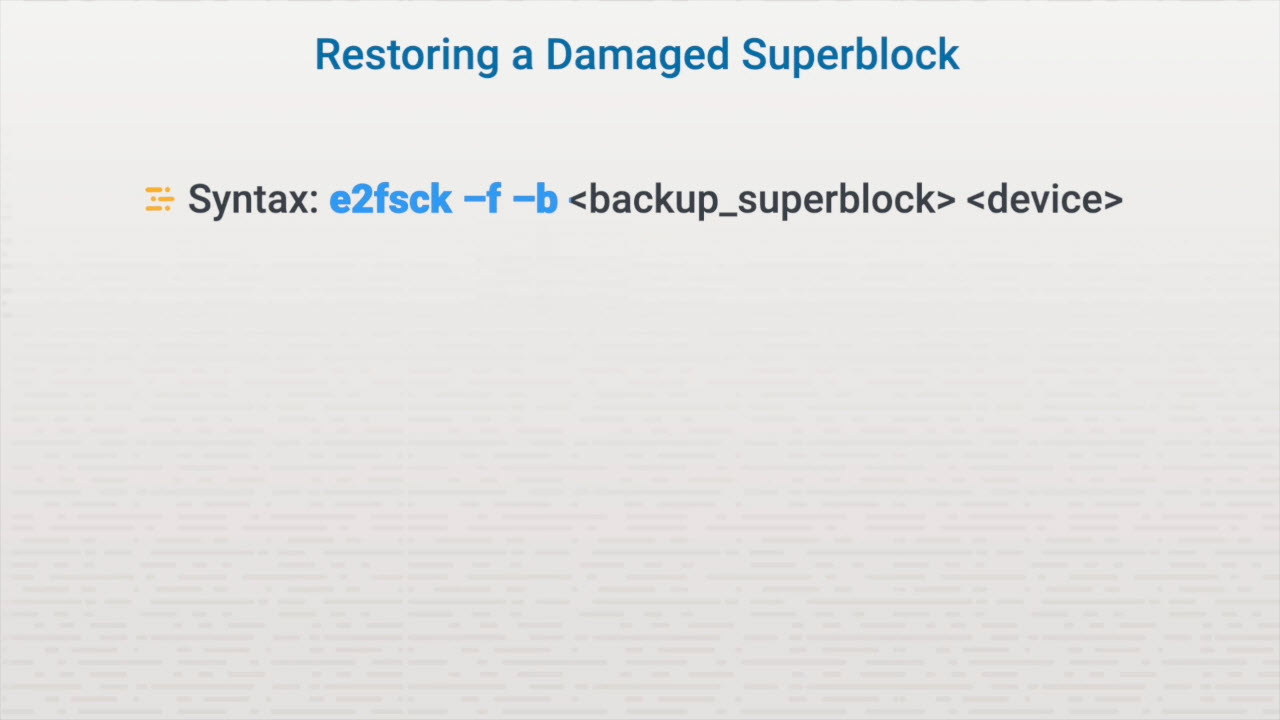 Restoring a Damaged Superblock
Syntax: e2fsck –f –b <backup_superblock> <device>